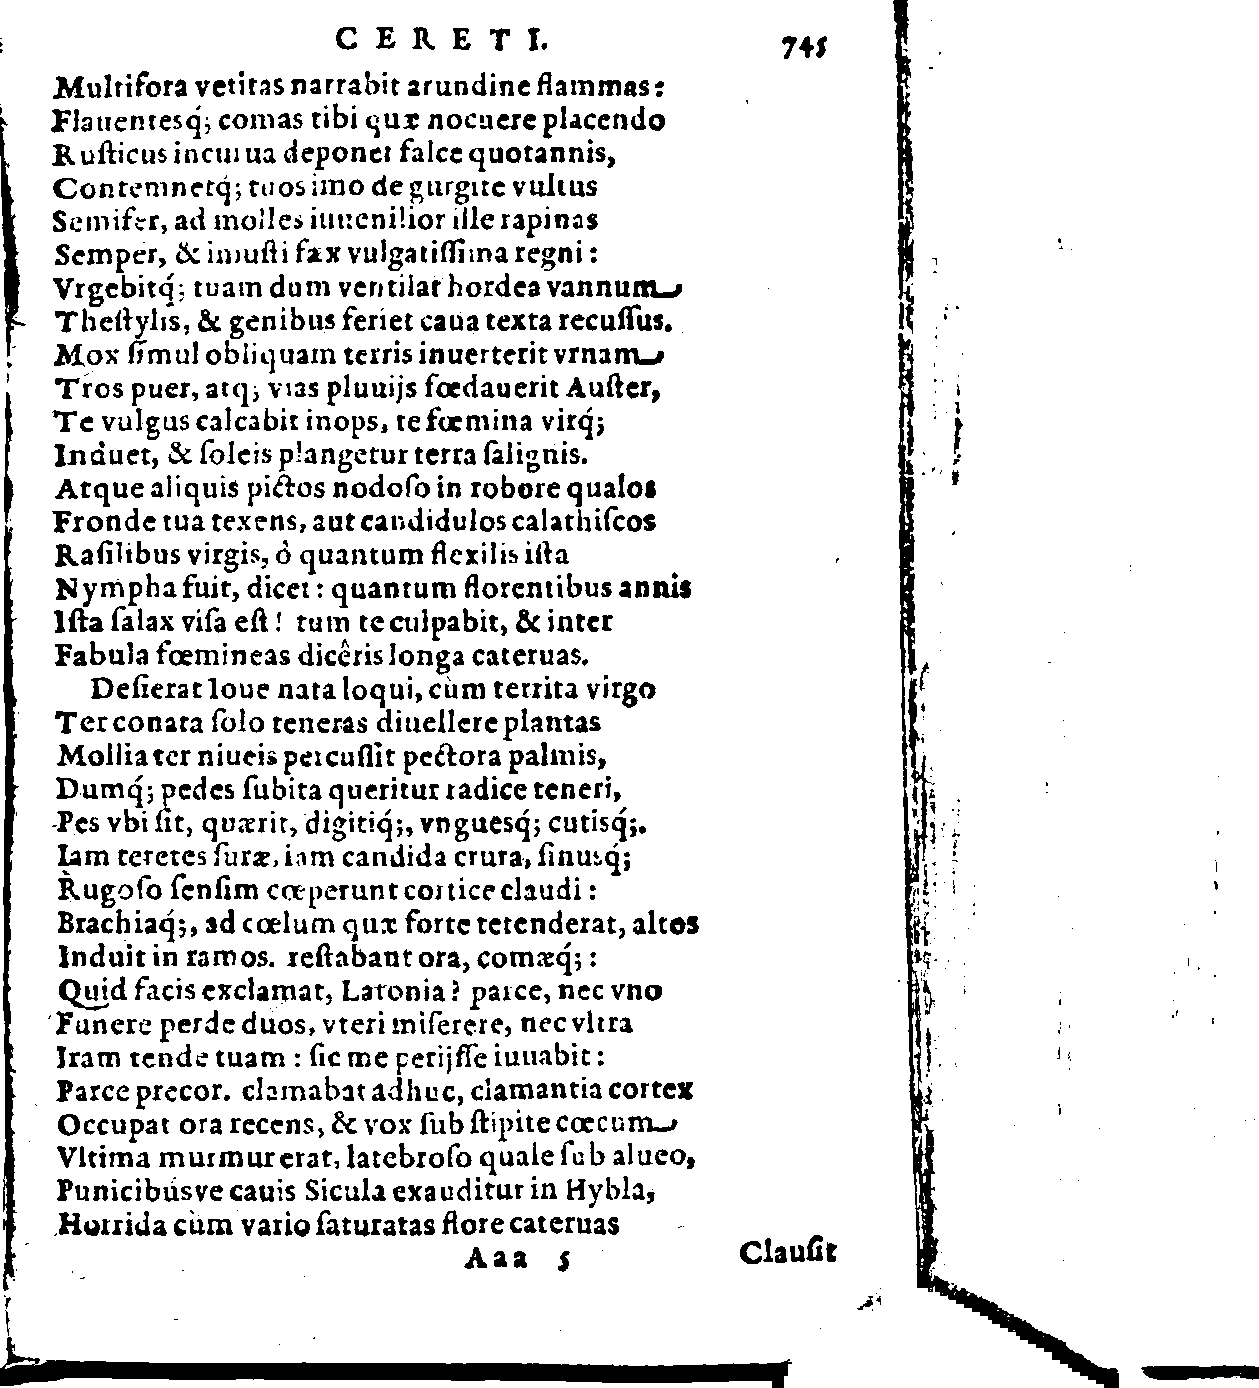 CERETI. 745
Multifora vetitas narrabit arundine flammas:
Flauentesq́; comas tibi quæ nocuere placendo
Rusticus incurua deponet falce quotannis,
Contemnetq́; tuos imo de gurgite vultus
Semifer, ad molles iuuenilior ille rapinas
Semper, & iniusti fax vulgatissima regni:
Vrgebitq́; tuam dum ventilat hordea vannum
Thestylis, & genibus feriet caua texta recussus.
Mox simul obliquam terris inuerterit vrnam
Tros puer, atq; vias pluuijs fœdauerit Auster,
Te vulgus calcabit inops, te fœmina virq́;
Induet, & soleis plangetur terra salignis.
Atque aliquis pictos nodoso in robore qualos
Fronde tua texens, aut candidulos calathiscos
Rasilibus virgis, ò quantum flexilis ista
Nympha fuit, dicet: quantum florentibus annis
Ista salax visa est! tum te culpabit, & inter
Fabula fœmineas dicêris longa cateruas.
Desierat Ioue nata loqui, cùm territa virgo
Ter conata solo teneras diuellere plantas
Mollia ter niueis percussit pectora palmis,
Dumq́; pedes subita queritur radice teneri,
Pes vbi sit, quærit, digitiq́;, vnguesq́; cutisq́;.
Iam teretes suræ, iam candida crura, sinusq́;
Rugoso sensim cœperunt cortice claudi:
Brachiaq́;, ad cœlum quæ forte tetenderat, altos
Induit in ramos. restabant ora, comæq́;:
Quid facis exclamat, Latonia? parce, nec vno
Funere perde duos, vteri miserere, nec vltra
Iram tende tuam: sic me perijsse iuuabit:
Parce precor. clamabat adhuc, clamantia cortex
Occupat ora recens, & vox sub stipite cœcum
Vltima murmur erat, latebroso quale sub alueo,
Punicibusve cauis Sicula exauditur in Hybla,
Horrida cùm vario saturatas flore cateruas
Aaa 5 Clausit